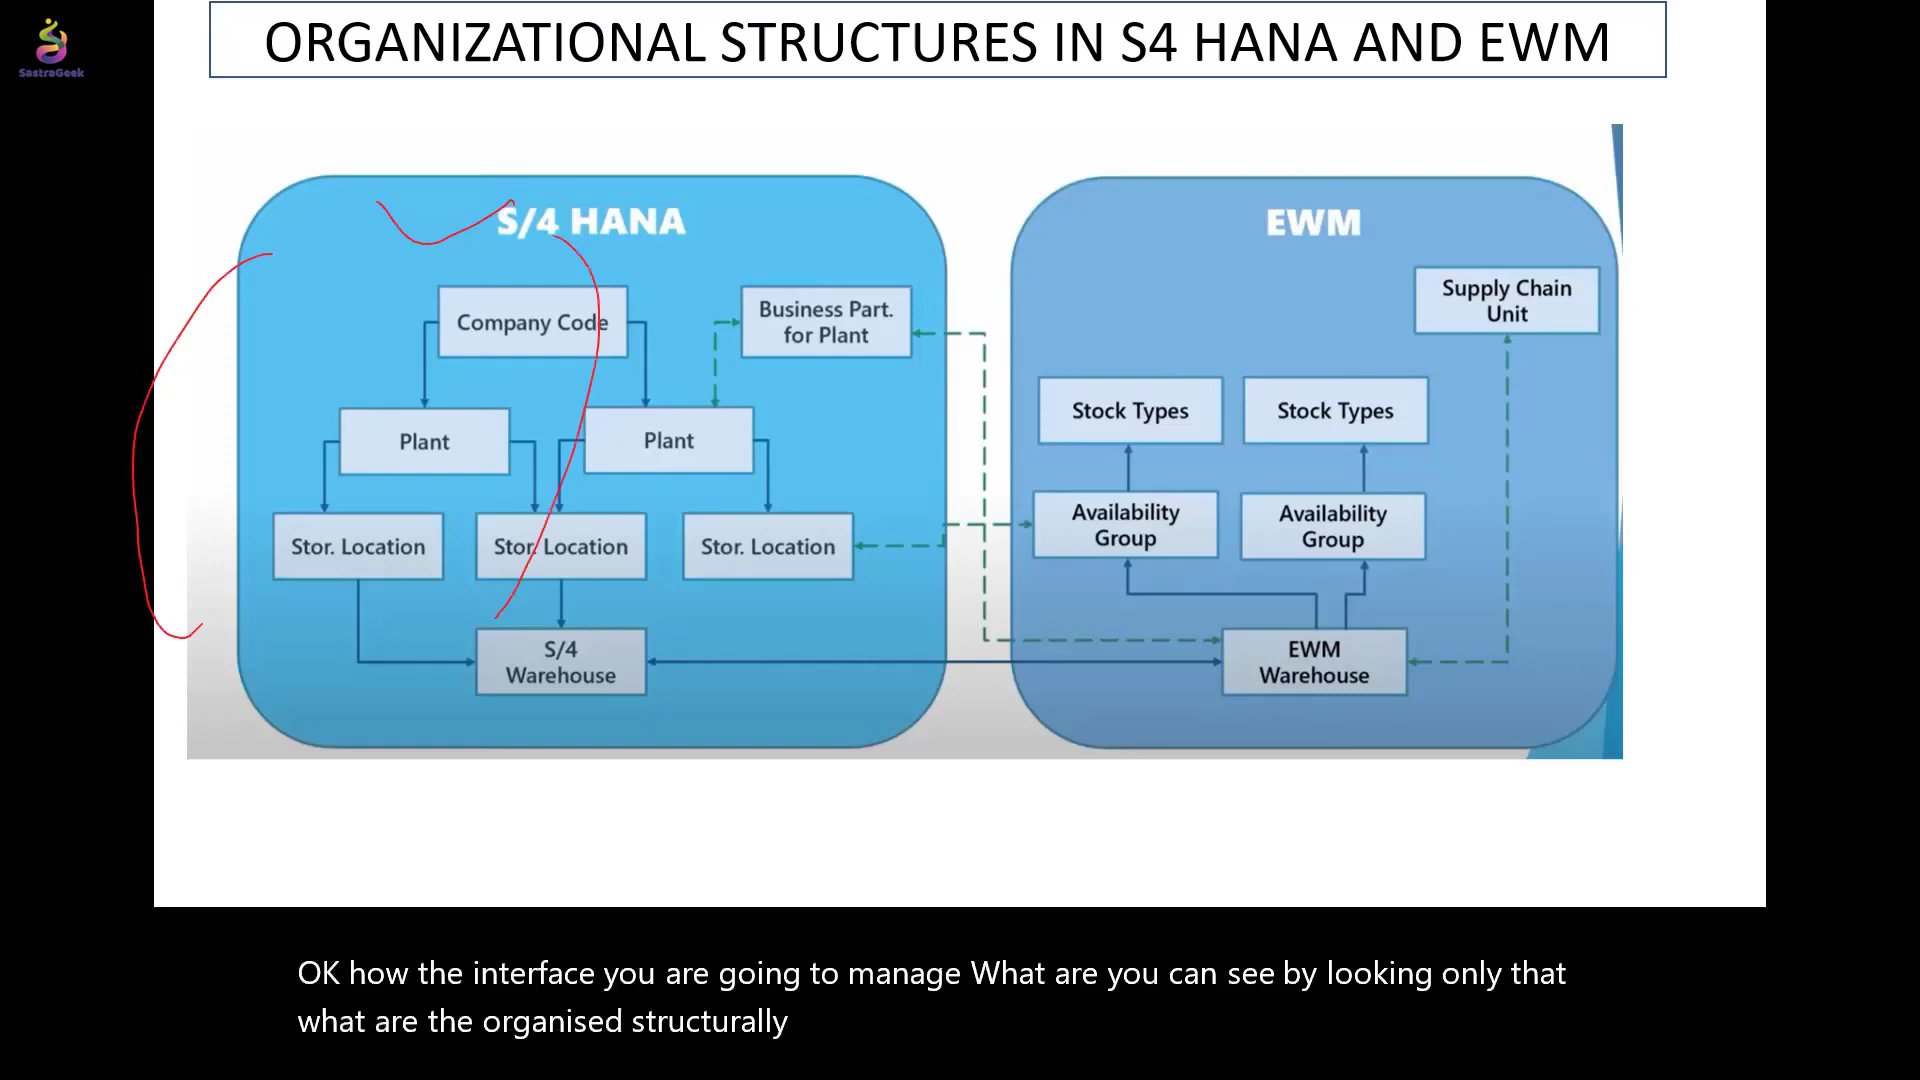 SastraGeek
ORGANIZATIONAL STRUCTURES IN S4 HANA AND EWM
S/4 HANA
Company Code
Business Part.
for Plant
Plant
Plant
Stor. Location
Stor. Location
Stor. Location
S/4
Warehouse
EWM
Supply Chain
Unit
Stock Types
Stock Types
Availability
Group
Availability
Group
EWM
Warehouse
OK how the interface you are going to manage What are you can see by looking only that
what are the organised structurally